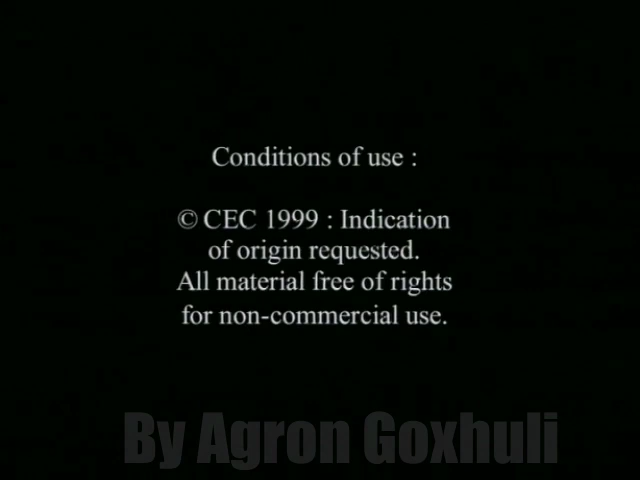 Conditions of use :
© CEC 1999 : Indication
of origin requested.
All material free of rights
for non-commercial use.
By Agron Goxhuli